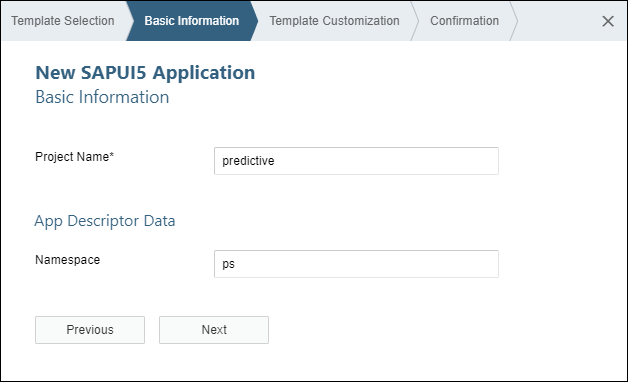 Template Selection Basic Information Template Customization Confirmation
New SAPUI5 Application
Basic Information
Project Name* predictive
App Descriptor Data
Namespace ps
Previous Next